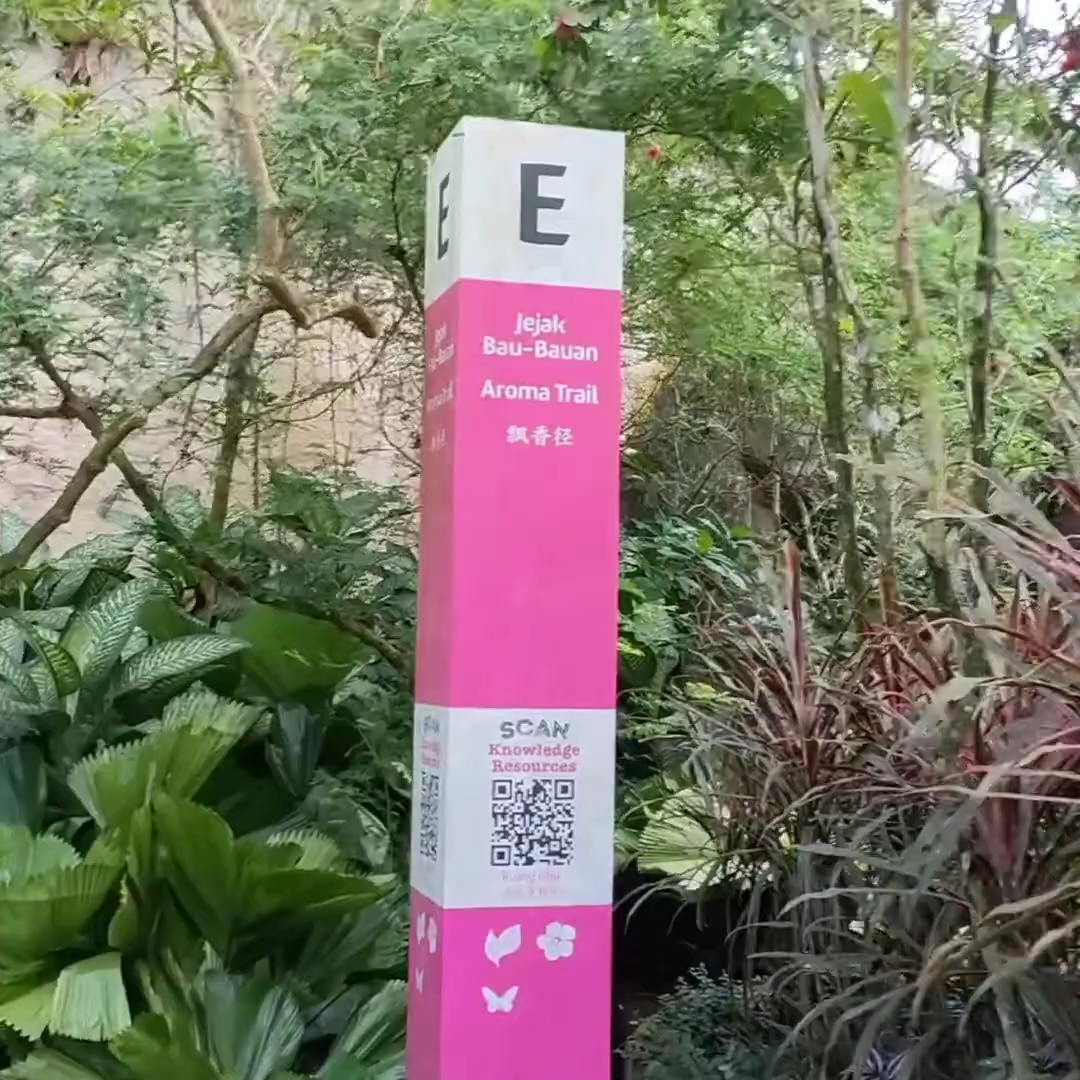 E
E
Jejak
Bau-Bauan
Aroma Trail
飘香径
SCAN
Knowledge
Resources